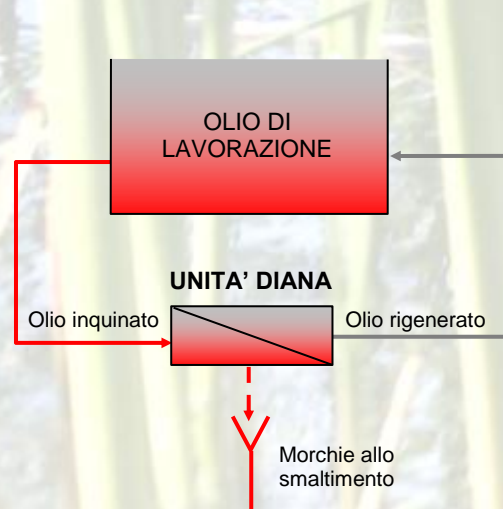 OLIO DI
LAVORAZIONE
UNITA' DIANA
Olio inquinato
Olio rigenerato
Morchie allo
smaltimento